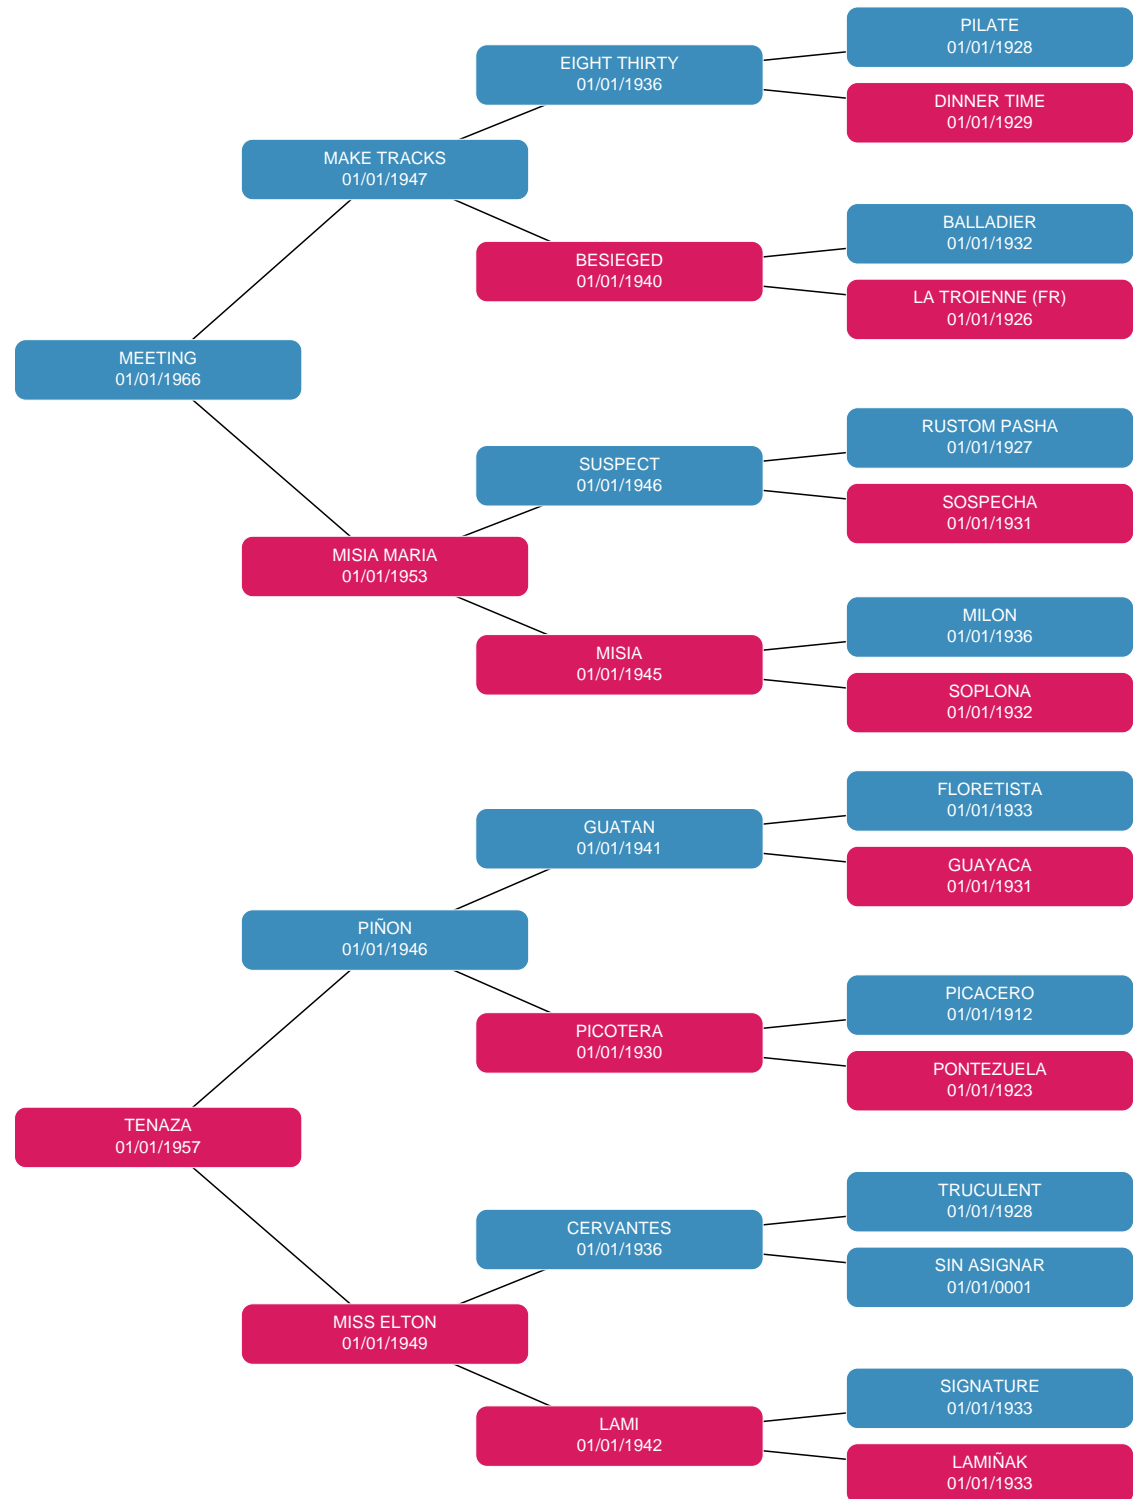 PILATE
01/01/1928
EIGHT THIRTY
01/01/1936
DINNER TIME
01/01/1929
MAKE TRACKS
01/01/1947
BALLADIER
01/01/1932
BESIEGED
01/01/1940
LA TROIENNE (FR)
01/01/1926
MEETING
01/01/1966
RUSTOM PASHA
01/01/1927
SUSPECT
01/01/1946
SOSPECHA
01/01/1931
MISIA MARIA
01/01/1953
MILON
01/01/1936
MISIA
01/01/1945
SOPLONA
01/01/1932
FLORETISTA
01/01/1933
GUATAN
01/01/1941
GUAYACA
01/01/1931
PIÑON
01/01/1946
PICACERO
01/01/1912
PICOTERA
01/01/1930
PONTEZUELA
01/01/1923
TENAZA
01/01/1957
TRUCULENT
01/01/1928
CERVANTES
01/01/1936
SIN ASIGNAR
01/01/0001
MISS ELTON
01/01/1949
SIGNATURE
01/01/1933
LAMI
01/01/1942
LAMIÑAK
01/01/1933